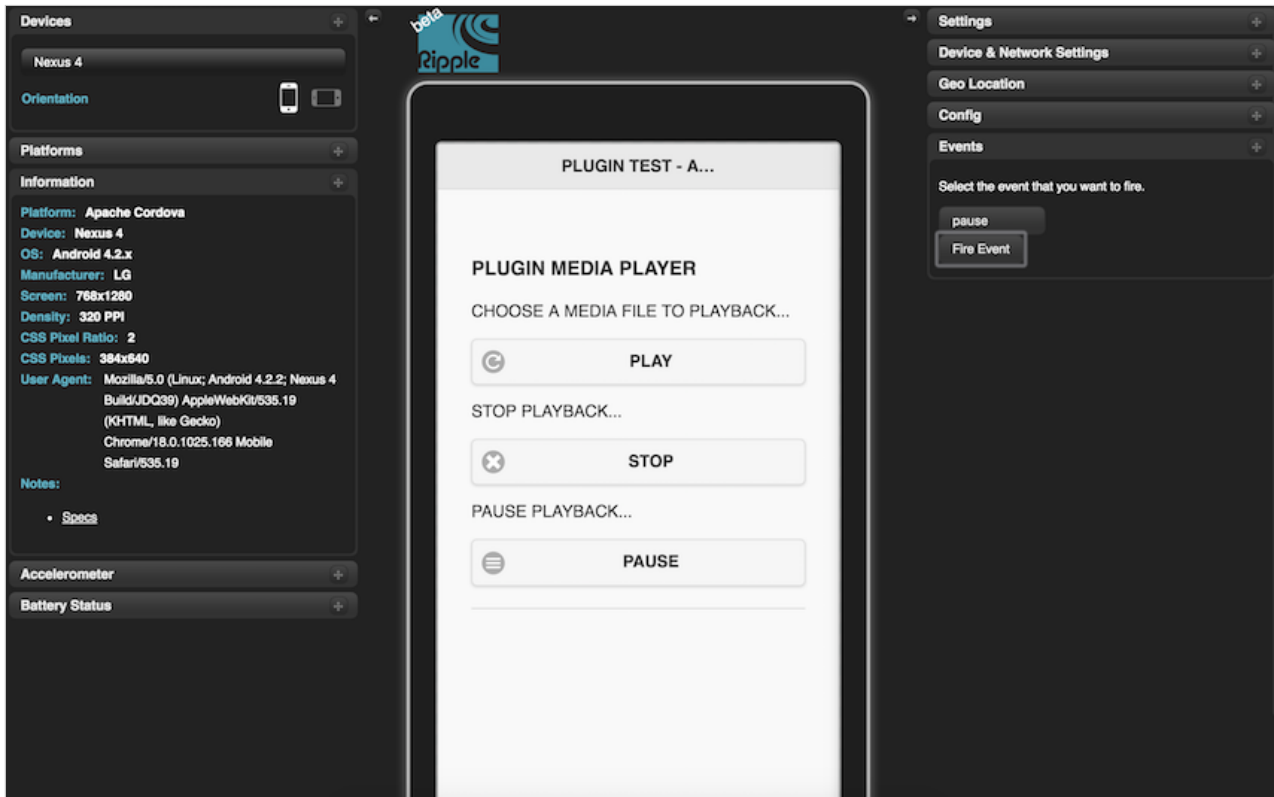 Devices
Nexus 4
Orientation
Platforms
Information
Platform: Apache Cordova
Device: Nexus 4
OS: Android 4.2.x
Manufacturer: LG
Screen: 768x1280
Density: 320 PPI
CSS Pixel Ratio: 2
CSS Pixels: 384x640
User Agent: Mozilla/5.0 (Linux; Android 4.2.2; Nexus 4
Build/JDQ39) AppleWebKit/535.19
(KHTML, like Gecko)
Chrome/18.0.1025.166 Mobile
Safari/535.19
Notes:
• Specs
Accelerometer
Battery Status
beta
Ripple
PLUGIN TEST - A...
PLUGIN MEDIA PLAYER
CHOOSE A MEDIA FILE TO PLAYBACK...
PLAY
STOP PLAYBACK...
STOP
PAUSE PLAYBACK...
PAUSE
Settings
Device & Network Settings
Geo Location
Config
Events
Select the event that you want to fire.
pause
Fire Event